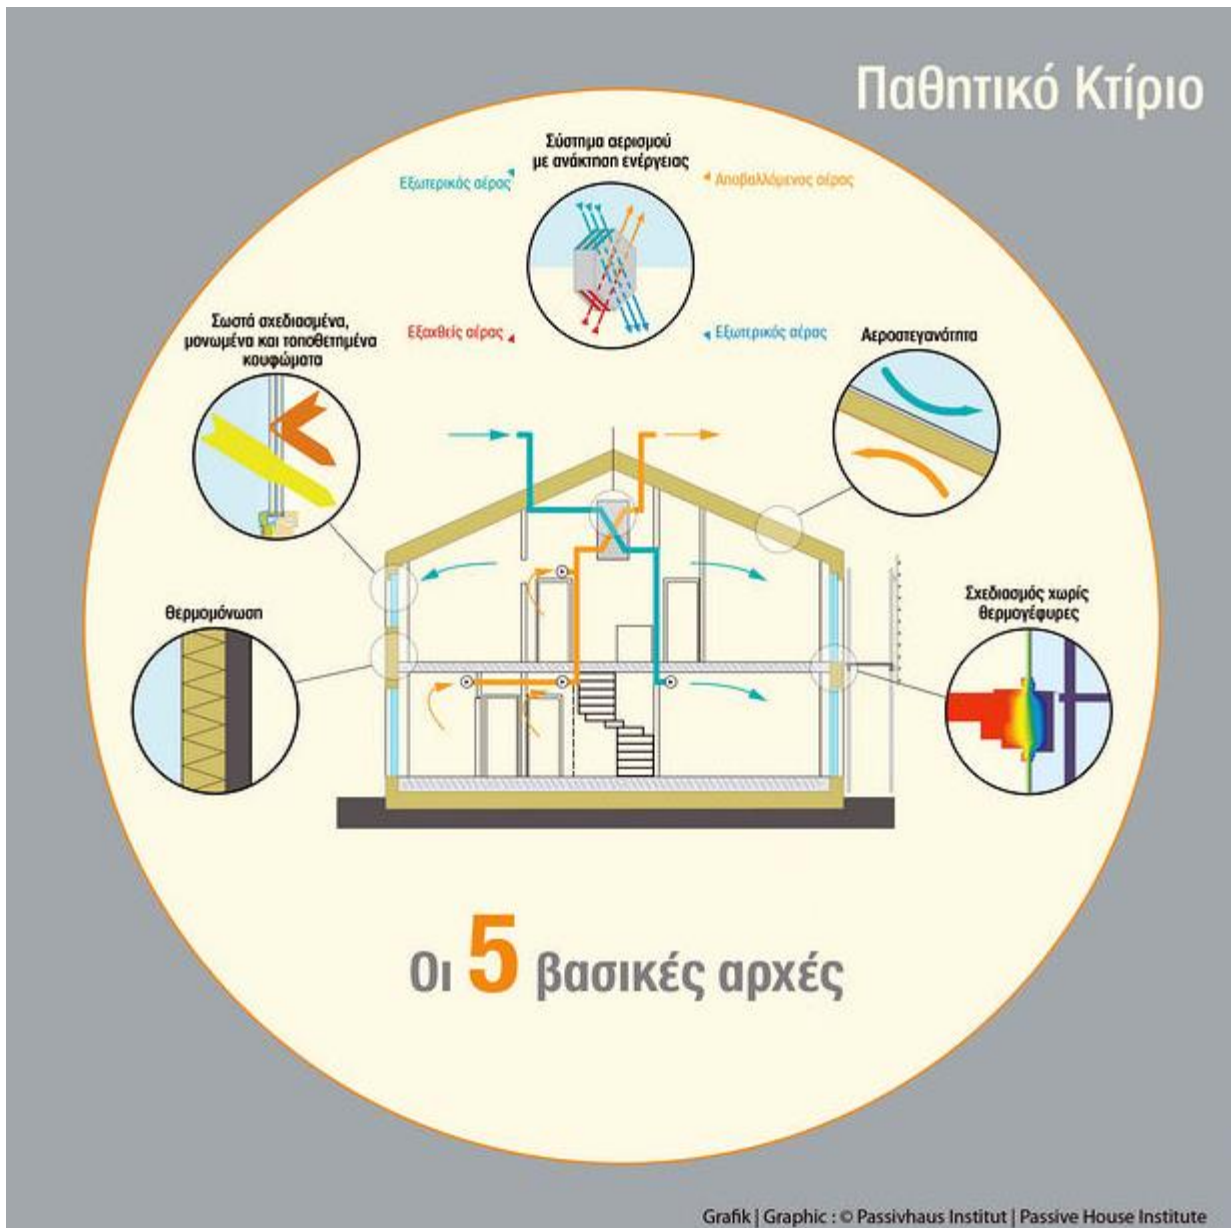 Παθητικό Κτίριο
Σύστημα αερισμού
με ανάκτηση ενέργειας
Εξωτερικός αέρας
Αποβαλλόμενος αέρας
Εξαχθείς αέρας
Εξωτερικός αέρας
Σωστά σχεδιασμένα,
μονωμένα και τοποθετημένα
κουφώματα
Αεροστεγανότητα
Θερμομόνωση
Σχεδιασμός χωρίς
θερμογέφυρες
Οι 5 βασικές αρχές
Grafik | Graphic : © Passivhaus Institut | Passive House Institute